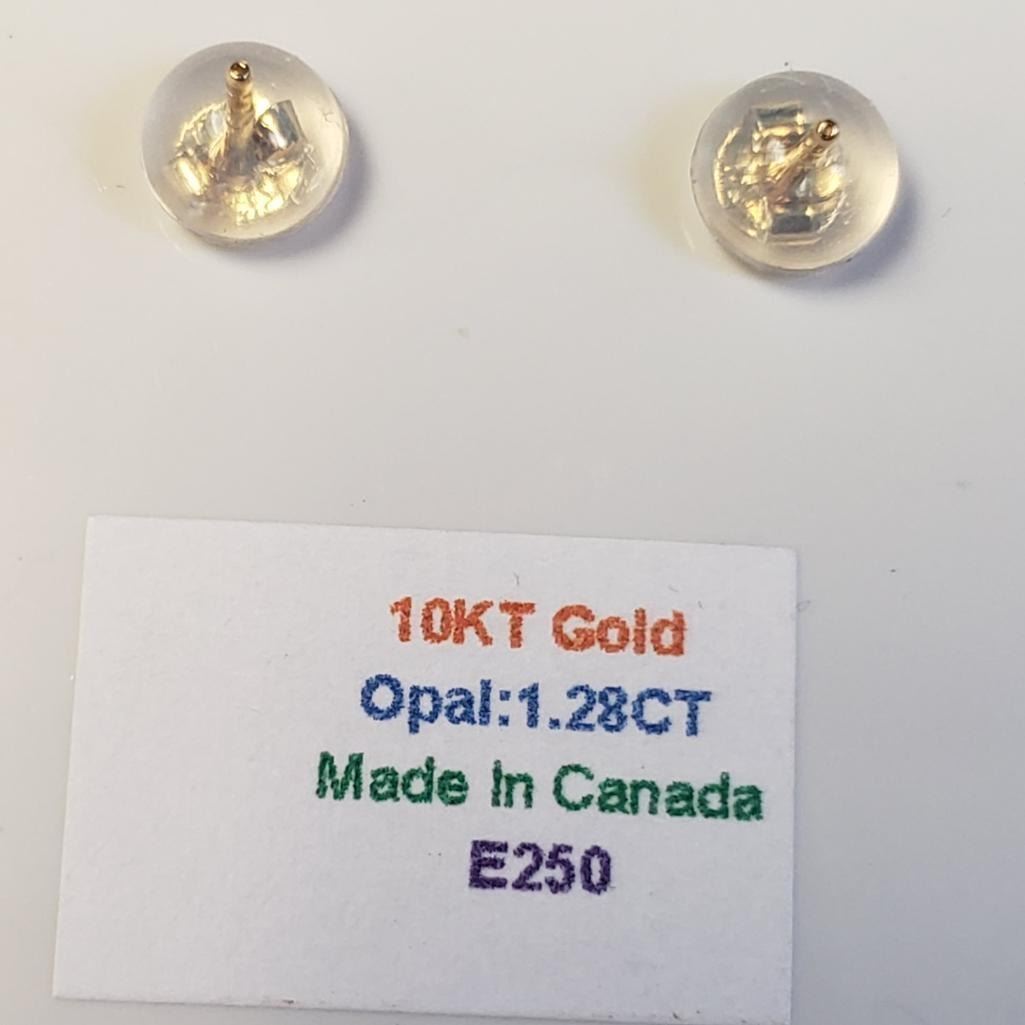 10KT Gold
Opal:1.28CT
Made In Canada
E250